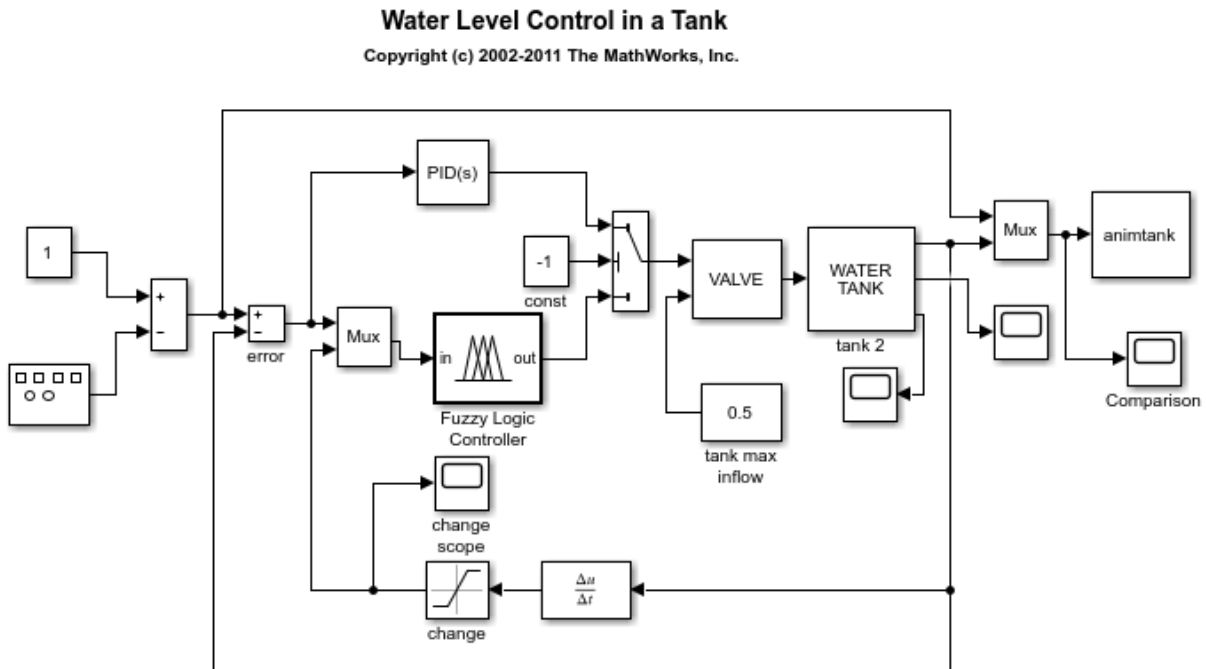 Water Level Control in a Tank
Copyright (c) 2002-2011 The MathWorks, Inc.
PID(s)
1
+
−
+
−
error
Mux
in
out
Fuzzy Logic
Controller
-1
const
VALVE
WATER
TANK
tank 2
Mux
animtank
Comparison
0.5
tank max
inflow
change
scope
change
Δu
Δt